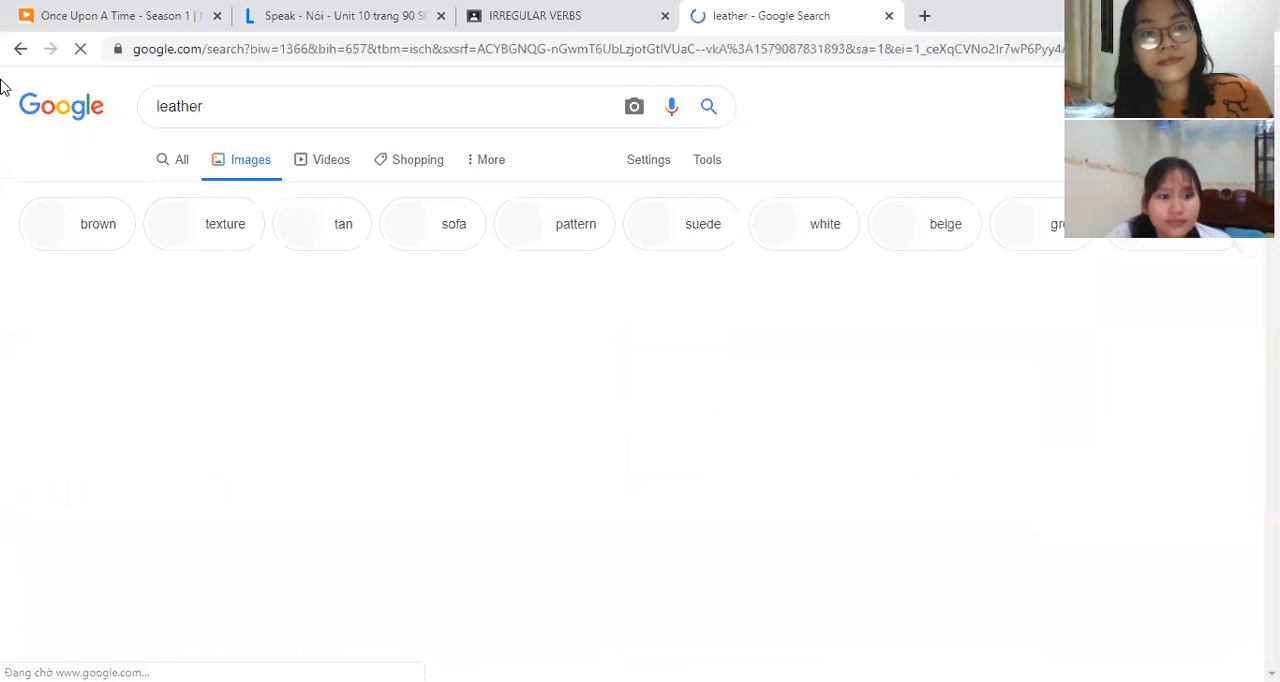 Once Upon A Time - Season 1 |
Speak - Nói - Unit 10 trang 90 S
IRREGULAR VERBS
leather - Google Search
google.com/search?biw=1366&bih=657&tbm=isch&sxsrf=ACYBGNQG-nGwmT6UbLzjotGtIVUaC--vkA%3A1579087831893&sa=1&ei=1_ceXqCVNo2Ir7wP6Pyy4A
Google
leather
All
Images
Videos
Shopping
More
Settings
Tools
brown
texture
tan
sofa
pattern
suede
white
beige
Đang chờ www.google.com...